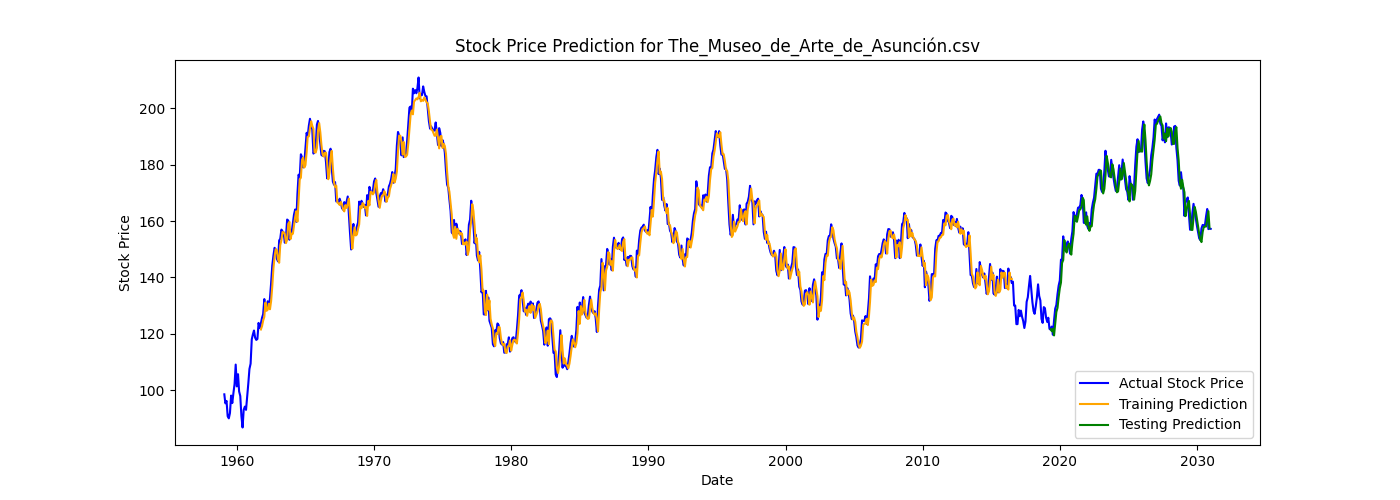 Stock Price Prediction for The_Museo_de_Arte_de_Asunción.csv
Stock Price
200
180
160
140
120
100
1960
1970
1980
1990
2000
2010
2020
2030
Date
Actual Stock Price
Training Prediction
Testing Prediction